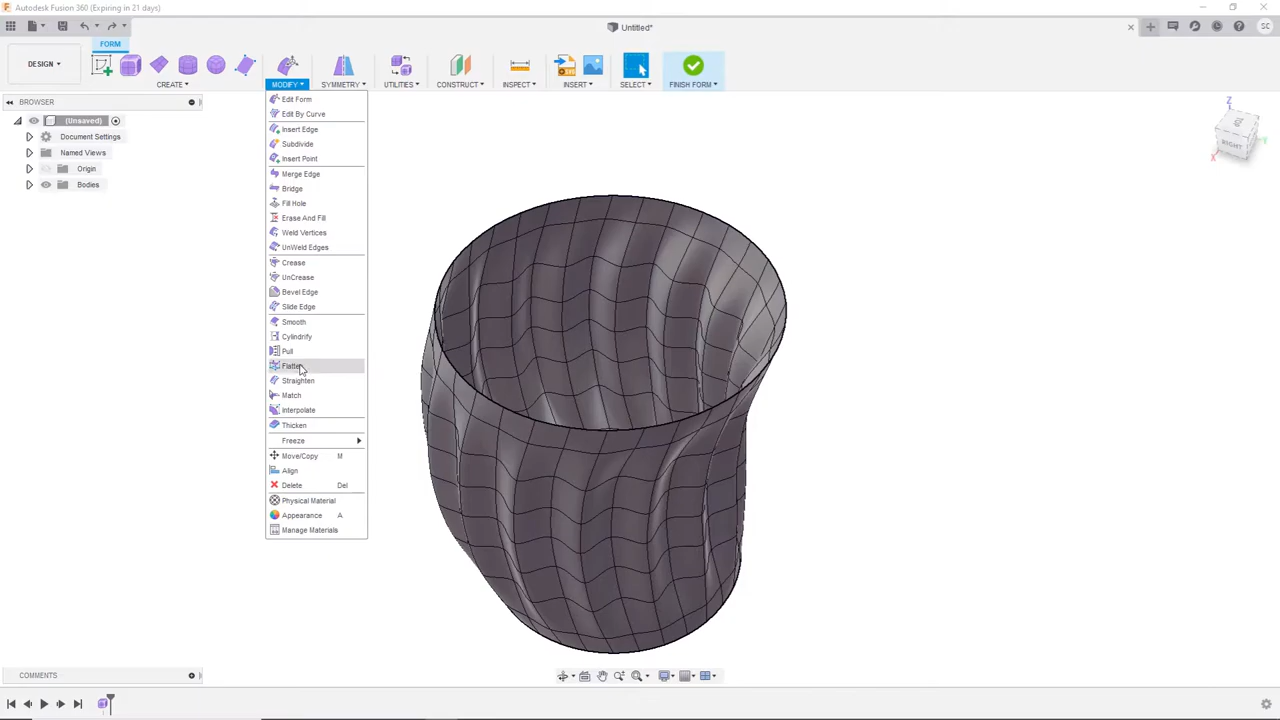 Autodesk Fusion 360 (Expiring in 21 days)
Untitled*
SC
FORM
DESIGN
CREATE
MODIFY
SYMMETRY
UTILITIES
CONSTRUCT
INSPECT
INSERT
SELECT
FINISH FORM
BROWSER
(Unsaved)
Document Settings
Named Views
Origin
Bodies
Edit Form
Edit By Curve
Insert Edge
Subdivide
Insert Point
Merge Edge
Bridge
Fill Hole
Erase And Fill
Weld Vertices
UnWeld Edges
Crease
UnCrease
Bevel Edge
Slide Edge
Smooth
Cylindrify
Pull
Flatten
Straighten
Match
Interpolate
Thicken
Freeze
Move/Copy M
Align
Delete Del
Physical Material
Appearance A
Manage Materials
Z
RIGHT
X
Y
COMMENTS